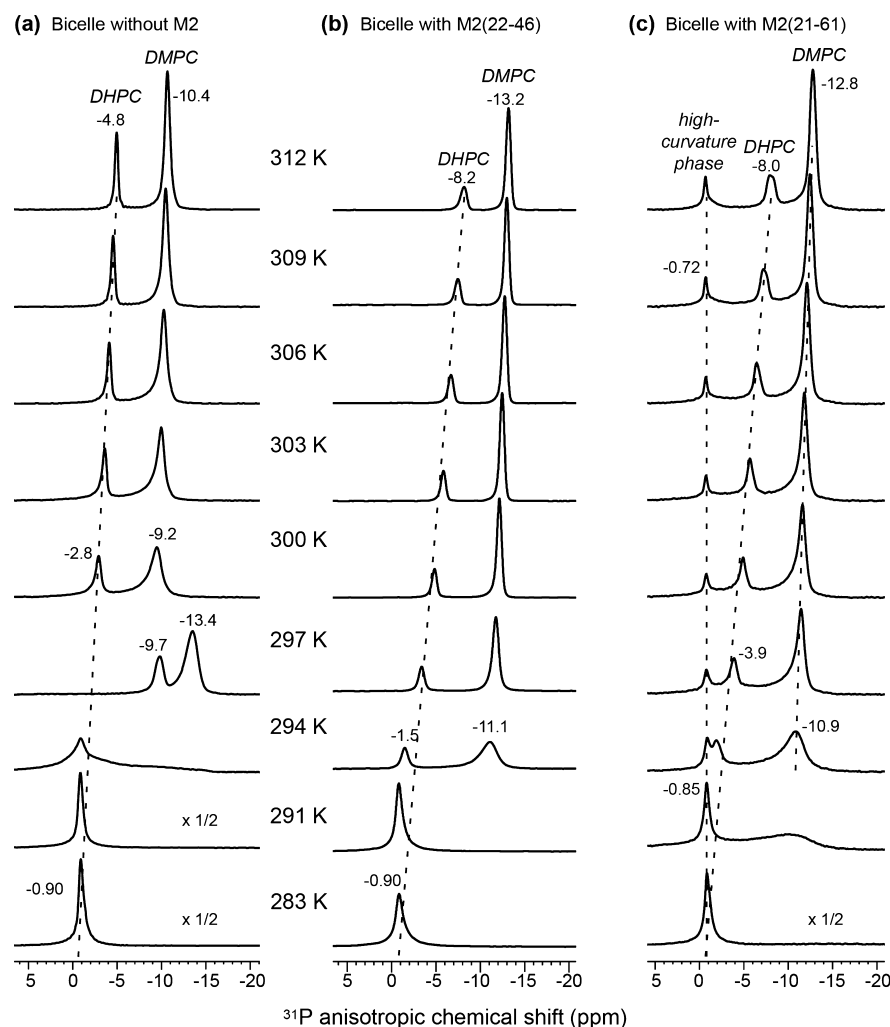 (a) Bicelle without M2
(b) Bicelle with M2(22-46)
(c) Bicelle with M2(21-61)
DMPC
-10.4
DHPC
-4.8
DMPC
-13.2
DHPC
-8.2
DMPC
-12.8
high-
curvature
phase
DHPC
-8.0
312 K
309 K
-0.72
306 K
303 K
300 K
-2.8
-9.2
297 K
-9.7
-13.4
-3.9
294 K
-1.5
-11.1
-10.9
291 K
x 1/2
-0.85
283 K
-0.90
x 1/2
-0.90
x 1/2
5 0 -5 -10 -15 -20
5 0 -5 -10 -15 -20
5 0 -5 -10 -15 -20
³¹P anisotropic chemical shift (ppm)